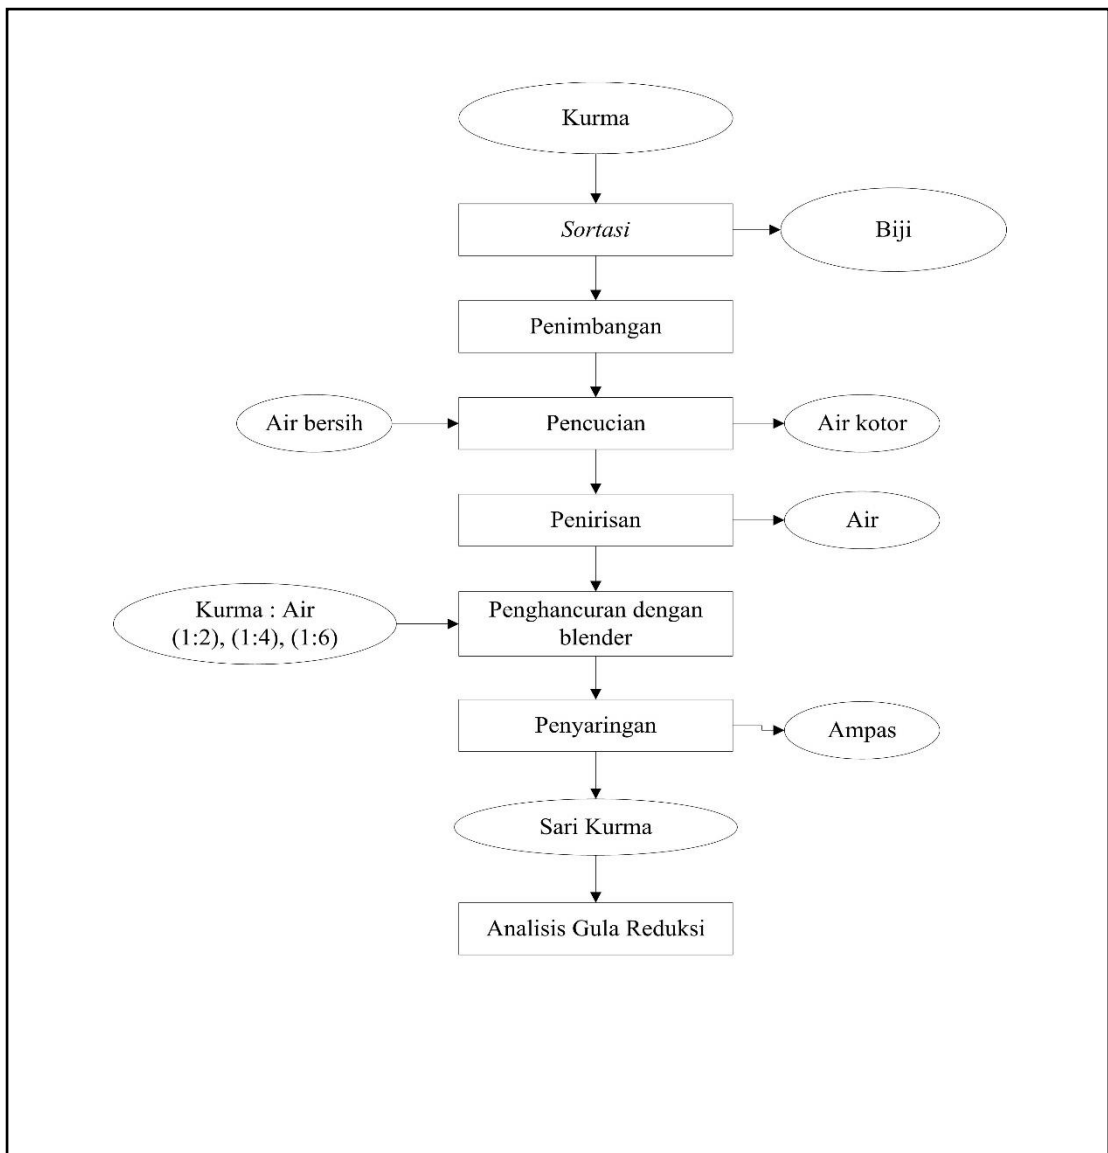 Kurma
Sortasi
Biji
Penimbangan
Air bersih
Pencucian
Air kotor
Penirisan
Air
Kurma : Air
(1:2), (1:4), (1:6)
Penghancuran dengan
blender
Penyaringan
Ampas
Sari Kurma
Analisis Gula Reduksi